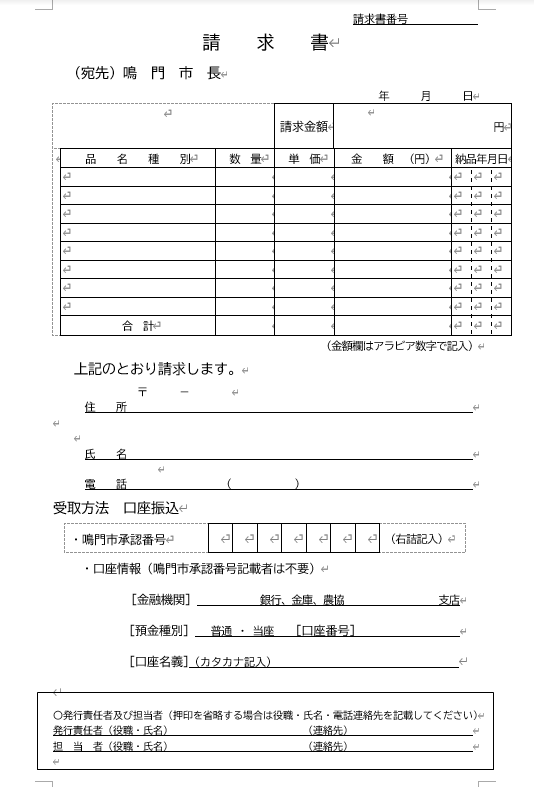 請求書番号
請　求　書
（宛先）鳴　門　市　長
年　月　日
請求金額　円
品　名　種　別　数　量　単　価　金　額　（円）　納品年月日
合　計
（金額欄はアラビア数字で記入）
上記のとおり請求します。
〒　－
住　所
氏　名
電　話　（　）
受取方法　口座振込
・鳴門市承認番号　（右詰記入）
・口座情報（鳴門市承認番号記載者は不要）
［金融機関］　銀行、金庫、農協　支店
［預金種別］　普通 ・ 当座　［口座番号］
［口座名義］（カタカナ記入）
〇発行責任者及び担当者（押印を省略する場合は役職・氏名・電話連絡先を記載してください）
発行責任者（役職・氏名）　（連絡先）
担　当　者（役職・氏名）　（連絡先）